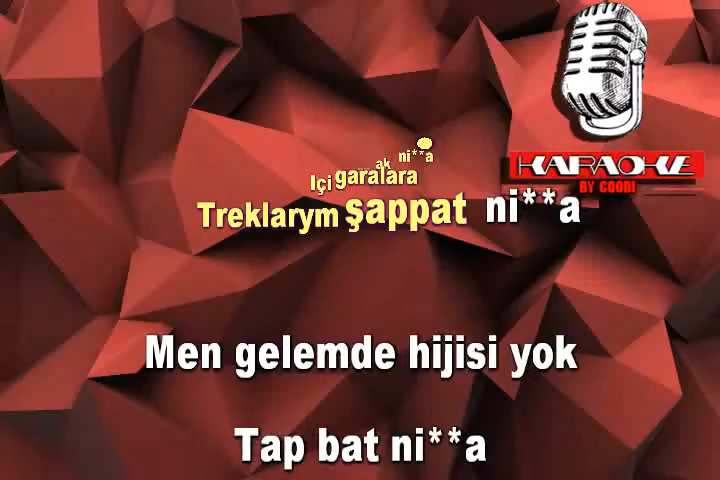 KARAOKE
BY COODI
Içi garalara ak ni**a
Treklarym şappat ni**a
Men gelemde hijisi yok
Tap bat ni**a